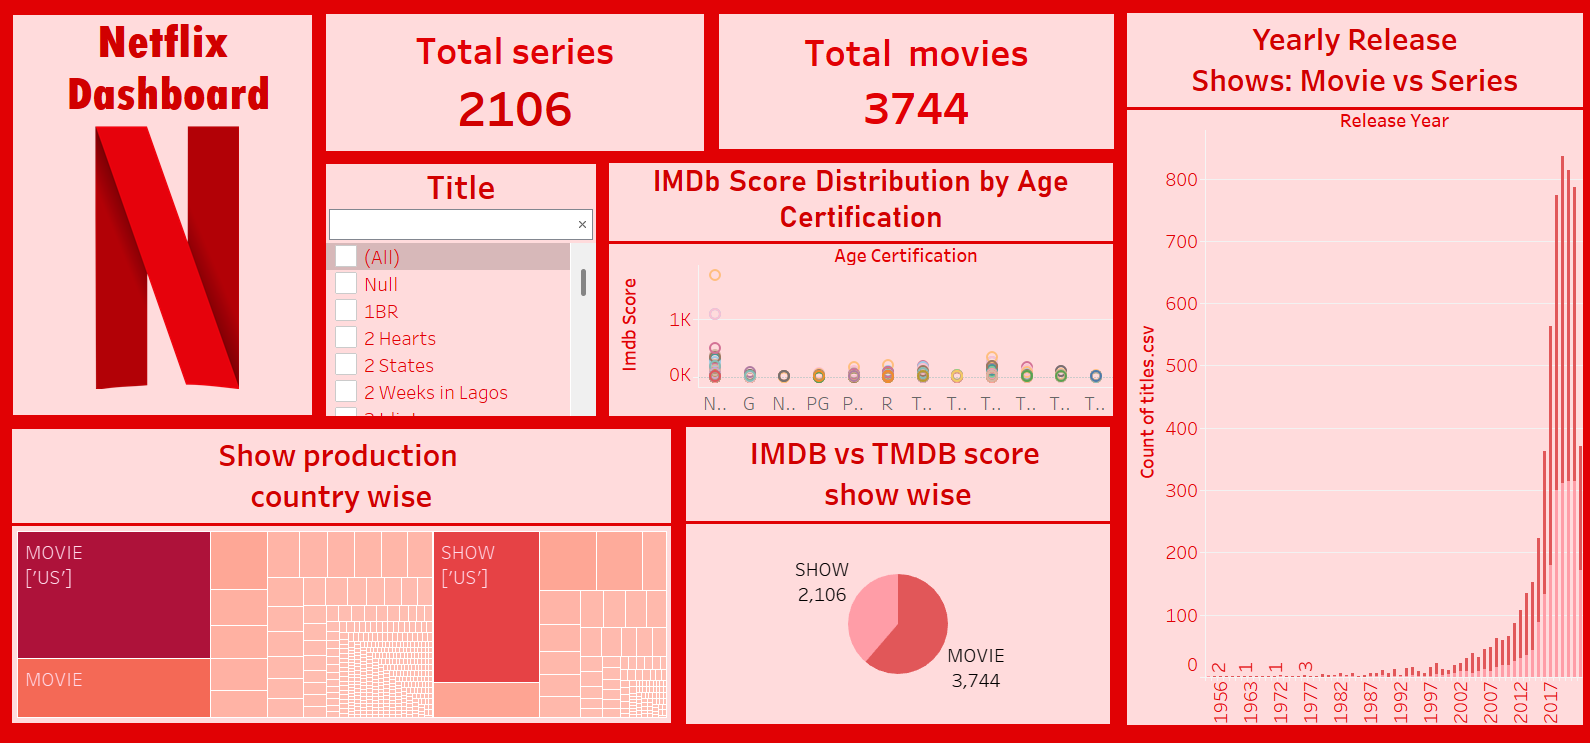 Netflix
Dashboard
Total series
2106
Total  movies
3744
Yearly Release
Shows: Movie vs Series
Release Year
Count of titles.csv
800
700
600
500
400
300
200
100
0
2
1
1
3
1956
1963
1972
1977
1982
1987
1992
1997
2002
2007
2012
2017
Title
×
(All)
Null
1BR
2 Hearts
2 States
2 Weeks in Lagos
IMDb Score Distribution by Age
Certification
Age Certification
Imdb Score
1K
0K
N.. G N.. PG P.. R T.. T.. T.. T.. T.. T..
Show production
country wise
MOVIE
['US']
MOVIE
SHOW
['US']
IMDB vs TMDB score
show wise
SHOW
2,106
MOVIE
3,744